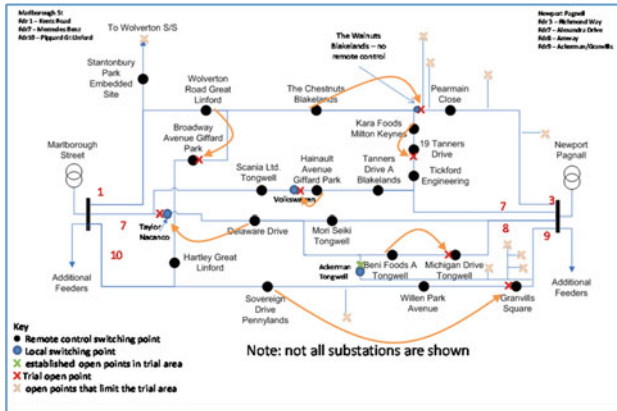 Marlborough St
Fdr 1 – Kents Road
Fdr7 – Mercedes Benz
Fdr10 – Pippard Gt Linford
To Wolverton S/S
The Walnuts
Blakelands – no
remote control
Newport Pagnell
Fdr 3 – Richmond Way
Fdr7 – Alexandra Drive
Fdr8 – Amway
Fdr9 – Ackerman/Granvills
Stantonbury
Park
Embedded
Site
Wolverton
Road Great
Linford
The Chestnuts
Blakelands
Pearmain
Close
Kara Foods
Milton Keynes
Broadway
Avenue Giffard
Park
19 Tanners
Drive
Marlborough
Street
Scania Ltd.
Tongwell
Hainault
Avenue
Giffard Park
Tanners
Drive A
Blakelands
Tickford
Engineering
Newport
Pagnall
Volkswagen
1
7
10
7
3
8
9
Taylor
Nacanco
Delaware Drive
Mori Seiki
Tongwell
Hartley Great
Linford
Ackerman
Tongwell
Beni Foods A
Tongwell
Michigan Drive
Tongwell
Additional
Feeders
Sovereign
Drive
Pennylands
Willen Park
Avenue
Granvills
Square
Additional
Feeders
Key
Remote control switching point
Local switching point
established open points in trial area
Trial open point
open points that limit the trial area
Note: not all substations are shown